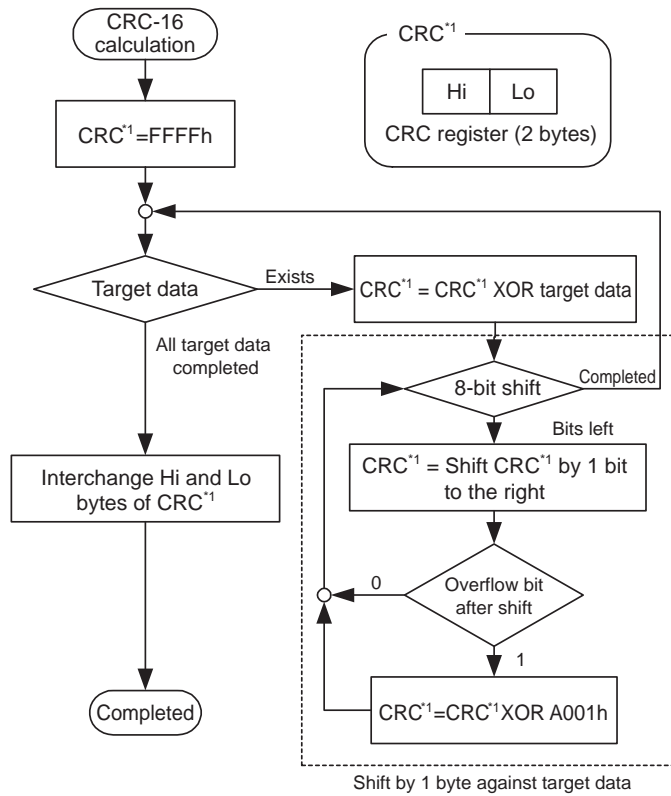 CRC-16
calculation
CRC*1
Hi Lo
CRC register (2 bytes)
CRC*1=FFFFh
Target data
Exists
CRC*1 = CRC*1 XOR target data
All target data
completed
8-bit shift
Completed
Bits left
Interchange Hi and Lo
bytes of CRC*1
CRC*1 = Shift CRC*1 by 1 bit
to the right
0
Overflow bit
after shift
1
Completed
CRC*1=CRC*1XOR A001h
Shift by 1 byte against target data